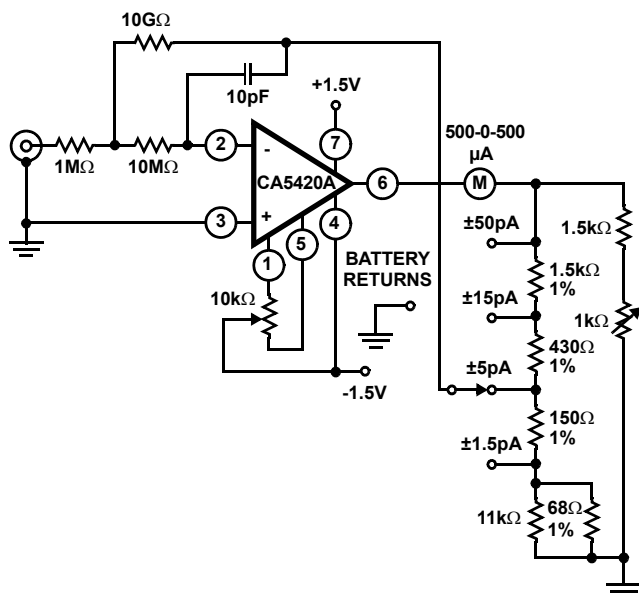 10GΩ
10pF
+1.5V
500-0-500
µA
1MΩ
10MΩ
2
-
7
CA5420A
6
M
3
+
4
5
1
±50pA
1.5kΩ
1%
1.5kΩ
BATTERY
RETURNS
±15pA
10kΩ
430Ω
1%
1kΩ
±5pA
-1.5V
150Ω
1%
±1.5pA
11kΩ
68Ω
1%